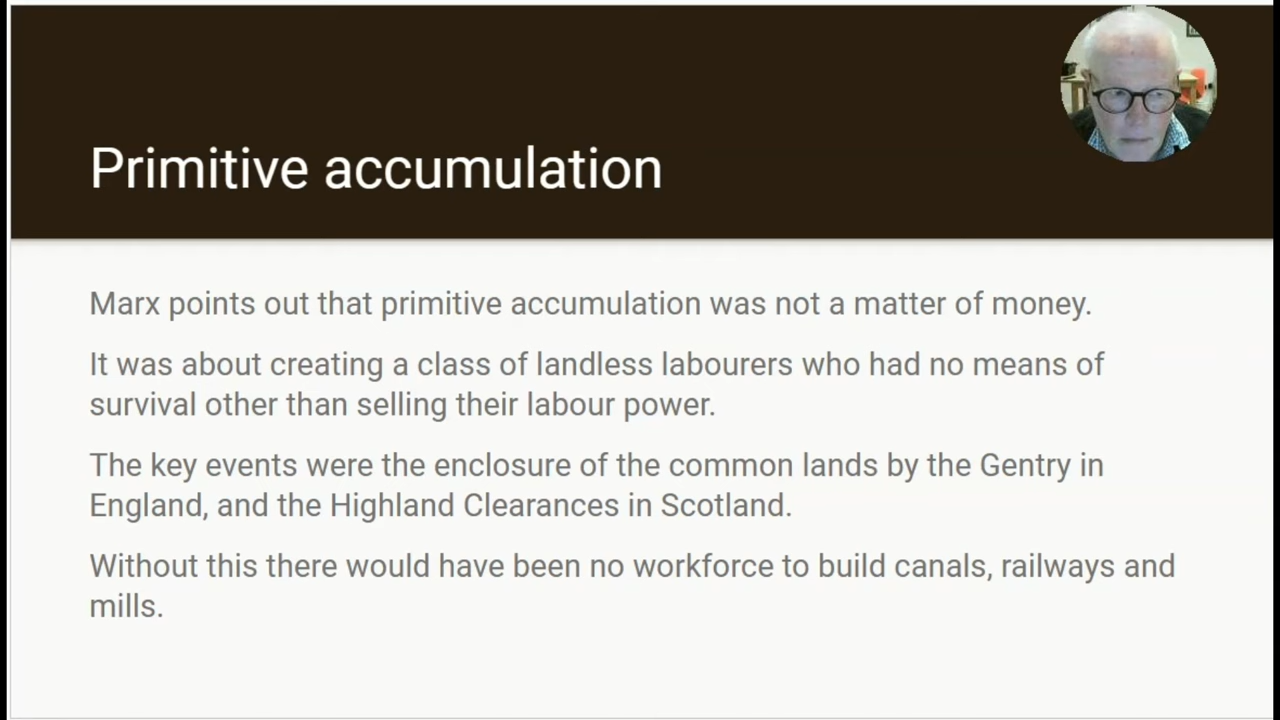 Primitive accumulation
Marx points out that primitive accumulation was not a matter of money.
It was about creating a class of landless labourers who had no means of
survival other than selling their labour power.
The key events were the enclosure of the common lands by the Gentry in
England, and the Highland Clearances in Scotland.
Without this there would have been no workforce to build canals, railways and
mills.